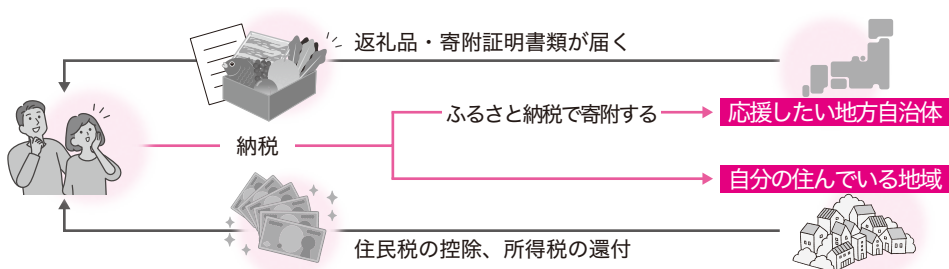 返礼品・寄附証明書類が届く
ふるさと納税で寄附する
応援したい地方自治体
納税
自分の住んでいる地域
住民税の控除、所得税の還付